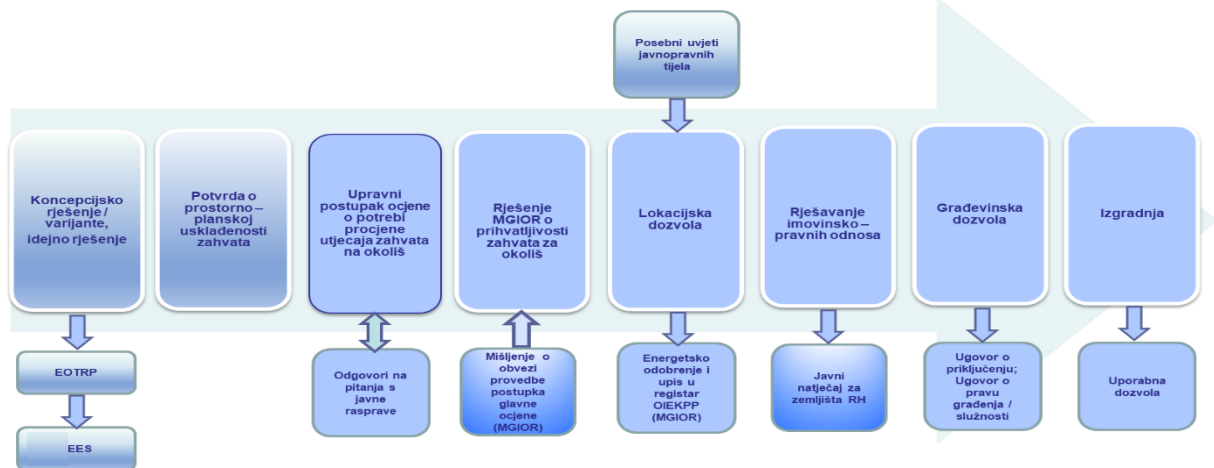 Posebni uvjeti
javnopravnih
tijela
Koncepcijsko
rješenje /
varijante,
idejno rješenje
Potvrda o
prostorno –
planskoj
usklađenosti
zahvata
Upravni
postupak ocjene
o potrebi
procjene
utjecaja zahvata
na okoliš
Rješenje
MGIOR o
prihvatljivosti
zahvata za
okoliš
Lokacijska
dozvola
Rješavanje
imovinsko –
pravnih odnosa
Građevinska
dozvola
Izgradnja
EOTRP
EES
Odgovori na
pitanja s
javne
rasprave
Mišljenje o
obvezi
provedbe
postupka
glavne
ocjene
(MGIOR)
Energetsko
odobrenje i
upis u
registar
OIEKPP
(MGIOR)
Javni
natječaj za
zemljišta RH
Ugovor o
priključenju;
Ugovor o
pravu
građenja /
služnosti
Uporabna
dozvola